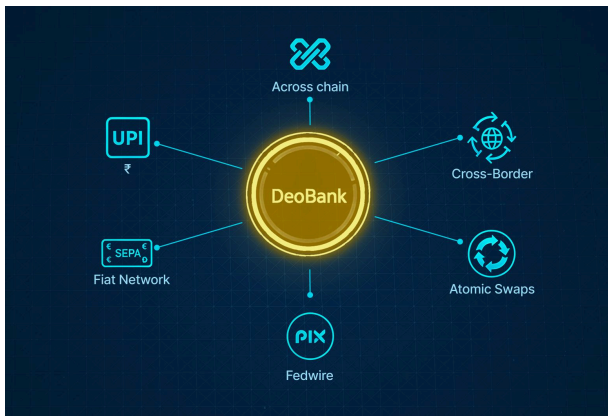 Across chain
UPI
₹
Cross-Border
DeoBank
€ SEPA €
€ D
Fiat Network
Atomic Swaps
PIX
Fedwire